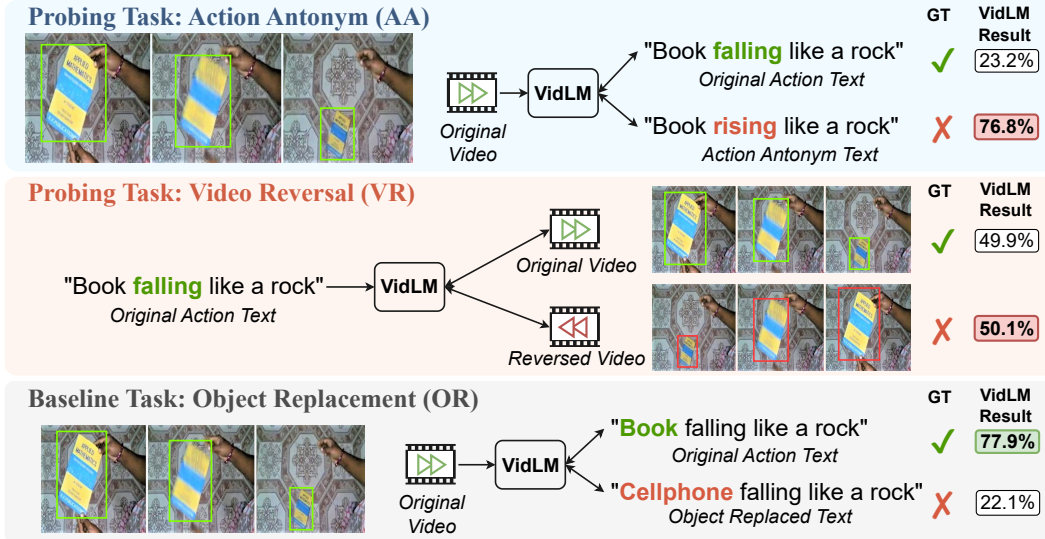 Probing Task: Action Antonym (AA)
GT
VidLM
Result
APPLIED
MATHEMATICS
Original
Video
VidLM
"Book falling like a rock"
Original Action Text
✓
23.2%
"Book rising like a rock"
Action Antonym Text
✗
76.8%
Probing Task: Video Reversal (VR)
GT
VidLM
Result
"Book falling like a rock"
Original Action Text
VidLM
Original Video
✓
49.9%
Reversed Video
✗
50.1%
Baseline Task: Object Replacement (OR)
GT
VidLM
Result
Original
Video
VidLM
"Book falling like a rock"
Original Action Text
✓
77.9%
"Cellphone falling like a rock"
Object Replaced Text
✗
22.1%